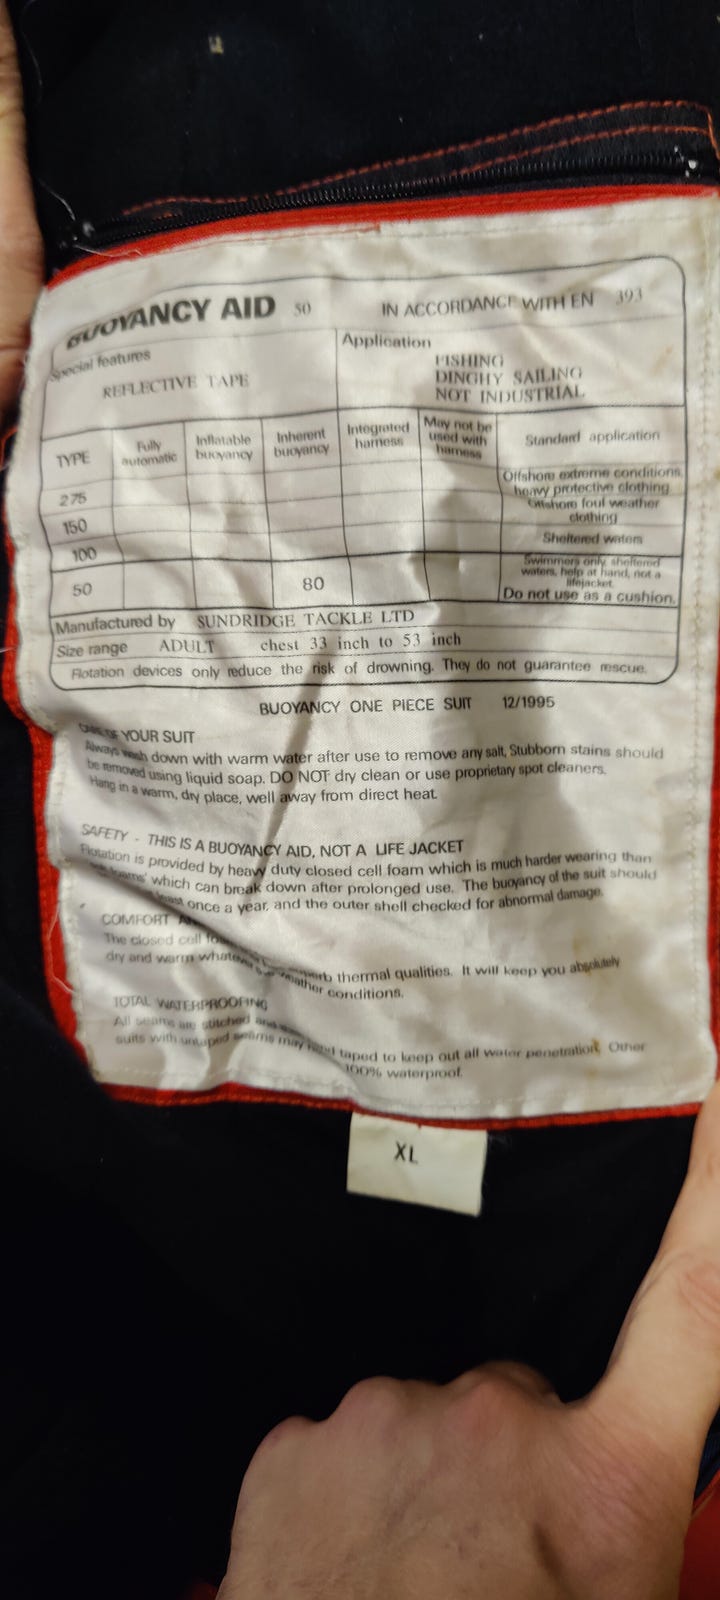 BUOYANCY AID 50 IN ACCORDANCE WITH EN 393
Special features
REFLECTIVE TAPE
Application
FISHING
DINGHY SAILING
NOT INDUSTRIAL
TYPE Fully automatic Inflatable buoyancy Inherent buoyancy Integrated harness May not be used with harness Standard application
275 Offshore extreme conditions heavy protective clothing
150 Offshore foul weather clothing
100 Sheltered waters
50 80 Swimmers only, sheltered waters, help at hand, not a lifejacket.
Do not use as a cushion.
Manufactured by SUNDRIDGE TACKLE LTD
Size range ADULT chest 33 inch to 53 inch
Flotation devices only reduce the risk of drowning. They do not guarantee rescue.
BUOYANCY ONE PIECE SUIT 12/1995
CARE OF YOUR SUIT
Always wash down with warm water after use to remove any salt, Stubborn stains should
be removed using liquid soap. DO NOT dry clean or use proprietary spot cleaners.
Hang in a warm, dry place, well away from direct heat.
SAFETY - THIS IS A BUOYANCY AID, NOT A LIFE JACKET
Flotation is provided by heavy duty closed cell foam which is much harder wearing than
foams' which can break down after prolonged use. The buoyancy of the suit should
least once a year, and the outer shell checked for abnormal damage.
COMFORT
The closed cell superb thermal qualities. It will keep you absolutely
dry and warm whatever weather conditions.
TOTAL WATERPROOFING
All seams are stitched and taped to keep out all water penetration. Other
suits with untaped seams may 100% waterproof.
XL